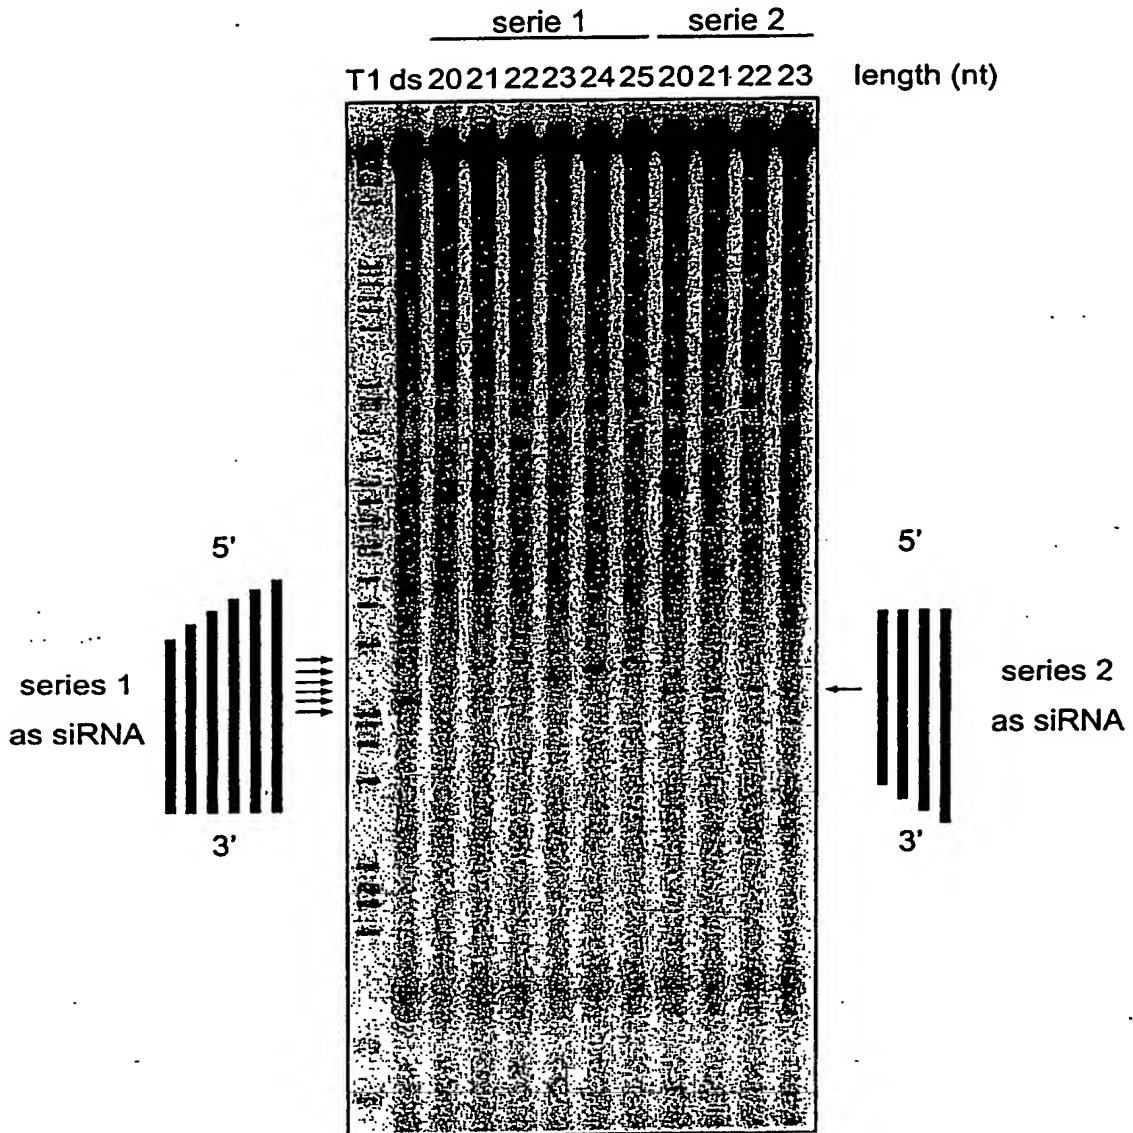 serie 1 serie 2
T1 ds 20 21 22 23 24 25 20 21 22 23 length (nt)
5'
5'
series 1
as siRNA
series 2
as siRNA
3'
3'